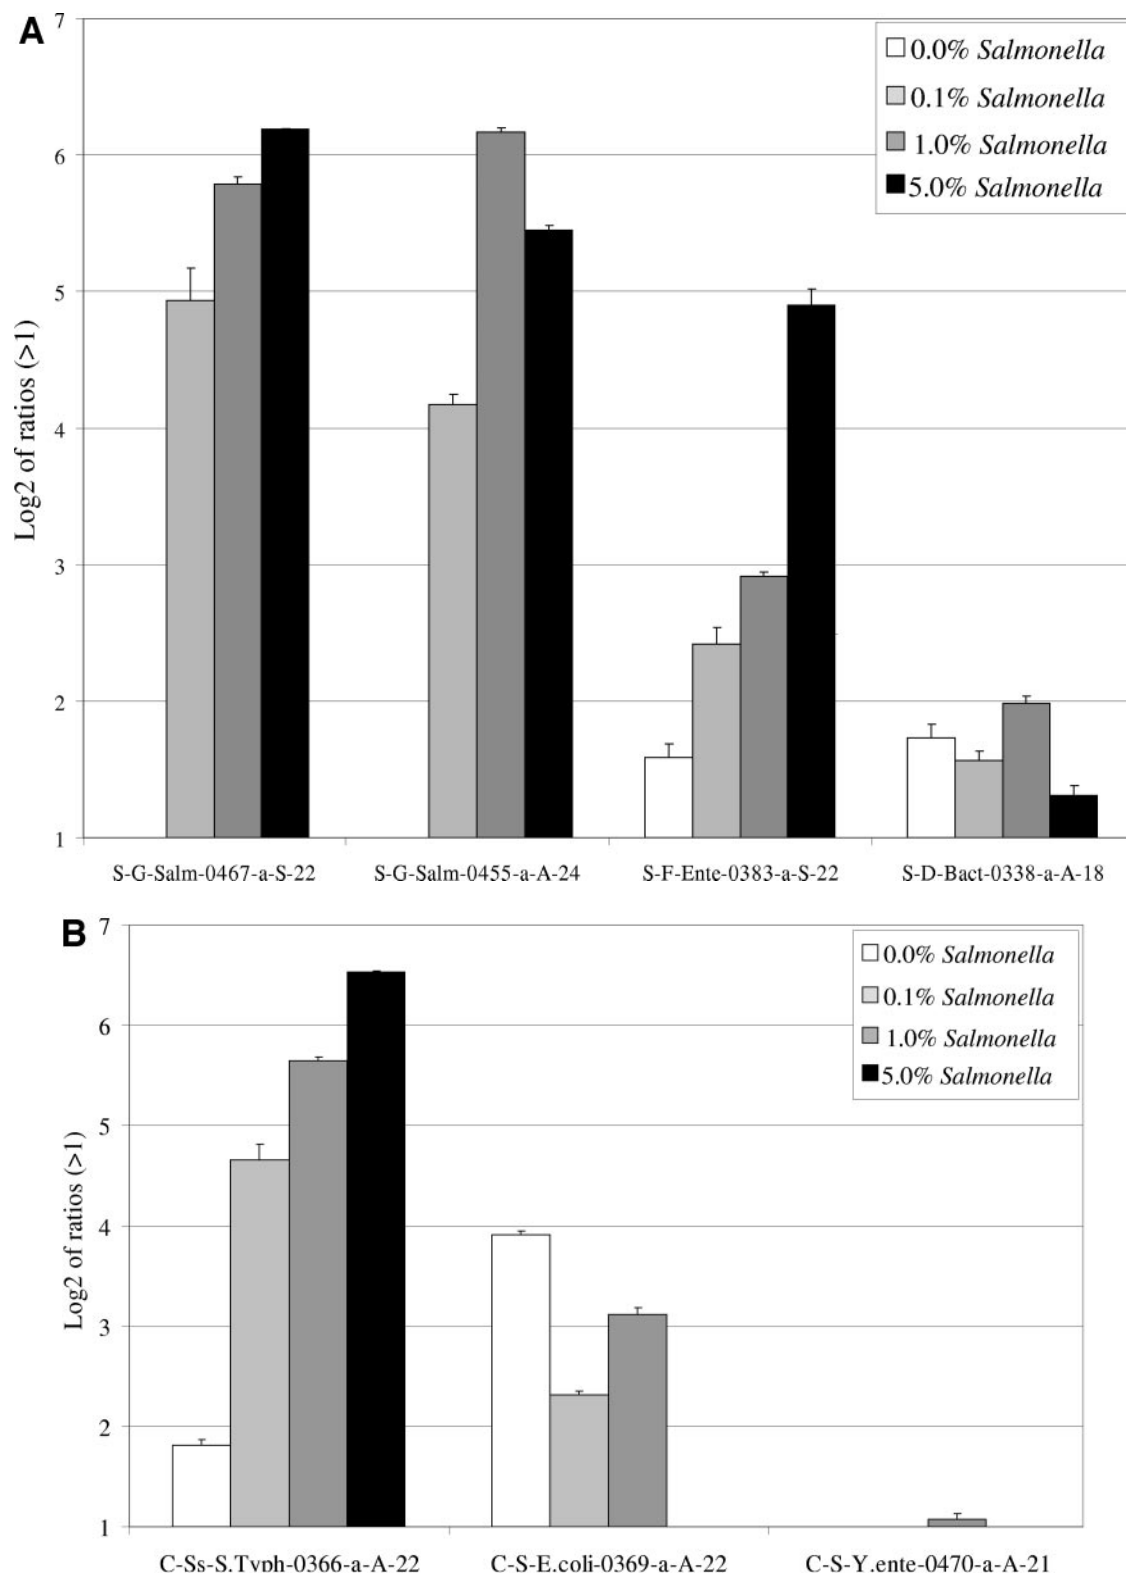 A
7
6
5
4
3
2
1
Log2 of ratios (>1)
0.0% Salmonella
0.1% Salmonella
1.0% Salmonella
5.0% Salmonella
S-G-Salm-0467-a-S-22
S-G-Salm-0455-a-A-24
S-F-Ente-0383-a-S-22
S-D-Bact-0338-a-A-18
B
7
6
5
4
3
2
1
Log2 of ratios (>1)
0.0% Salmonella
0.1% Salmonella
1.0% Salmonella
5.0% Salmonella
C-Ss-S.Typh-0366-a-A-22
C-S-E.coli-0369-a-A-22
C-S-Y.ente-0470-a-A-21